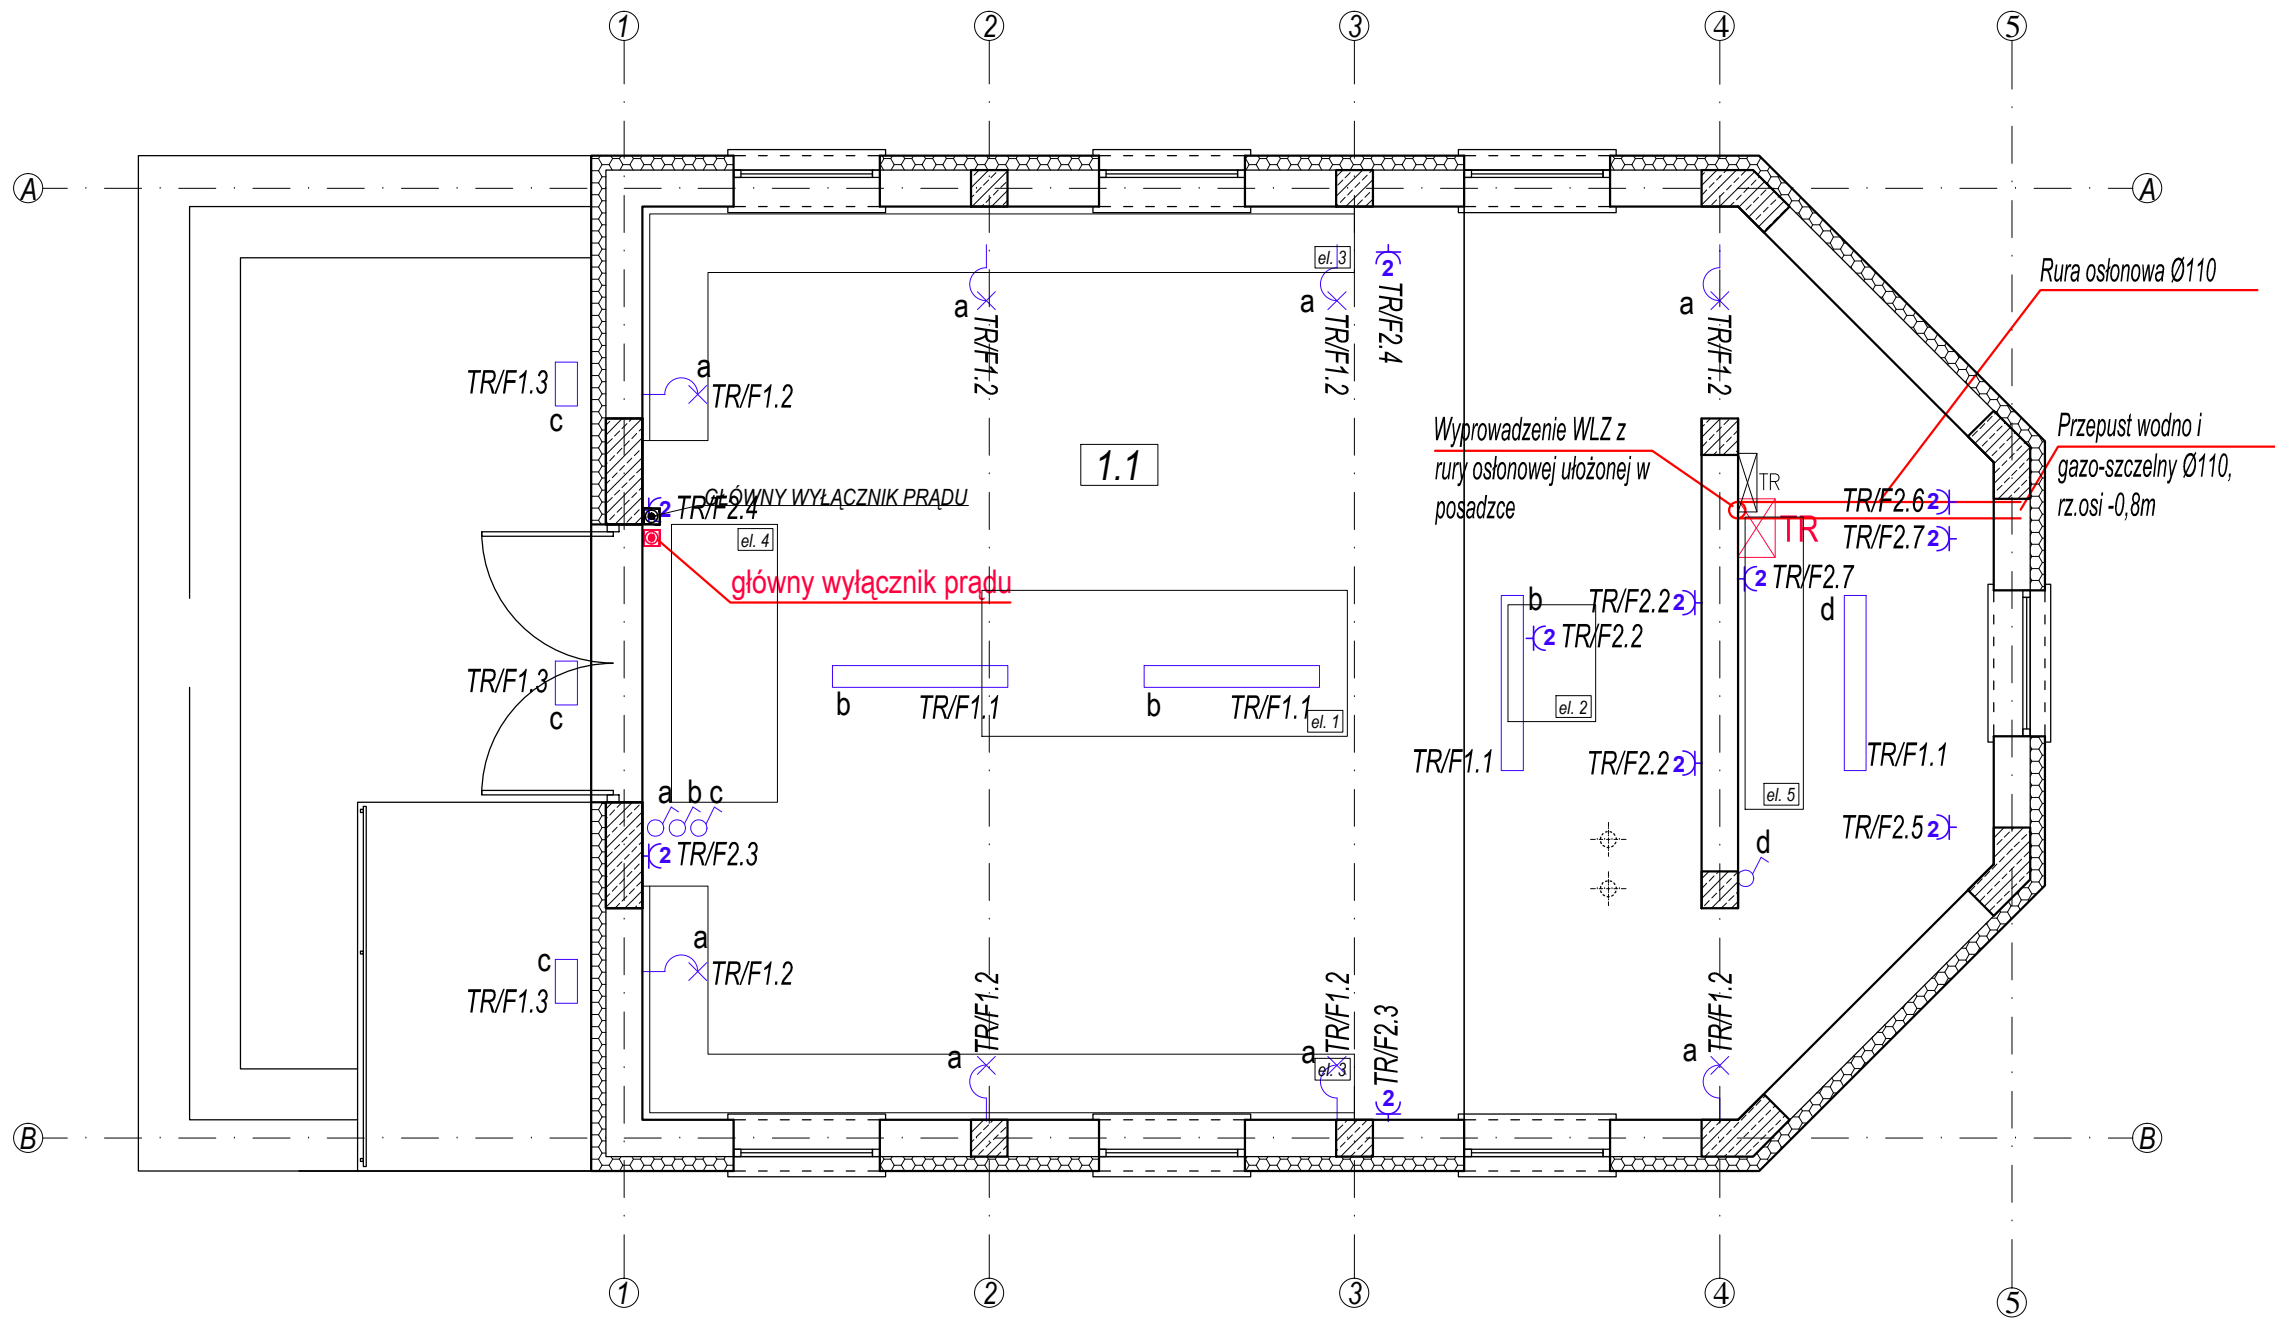 1
2
3
4
5
A
A
Rura osłonowa Ø110
el. 3
2
a
TR/F1.2
a
TR/F1.2
TR/F2.4
a
TR/F1.2
TR/F1.3
c
a
TR/F1.2
Wyprowadzenie WLZ z
rury osłonowej ułożonej w
posadzce
Przepust wodno i
gazo-szczelny Ø110,
rz.osi -0,8m
1.1
TR
TR
GŁÓWNY WYŁĄCZNIK PRĄDU
2
TR/F2.4
TR/F2.6
2
TR/F2.7
2
el. 4
główny wyłącznik prądu
2
TR/F2.7
TR/F2.2
2
b
2
TR/F2.2
d
TR/F1.3
c
b
TR/F1.1
b
TR/F1.1
el. 1
el. 2
TR/F1.1
TR/F2.2
2
TR/F1.1
el. 5
a
b
c
2
TR/F2.3
TR/F2.5
2
d
a
TR/F1.2
c
TR/F1.3
a
TR/F1.2
a
TR/F1.2
el. 3
TR/F2.3
2
a
TR/F1.2
B
B
1
2
3
4
5